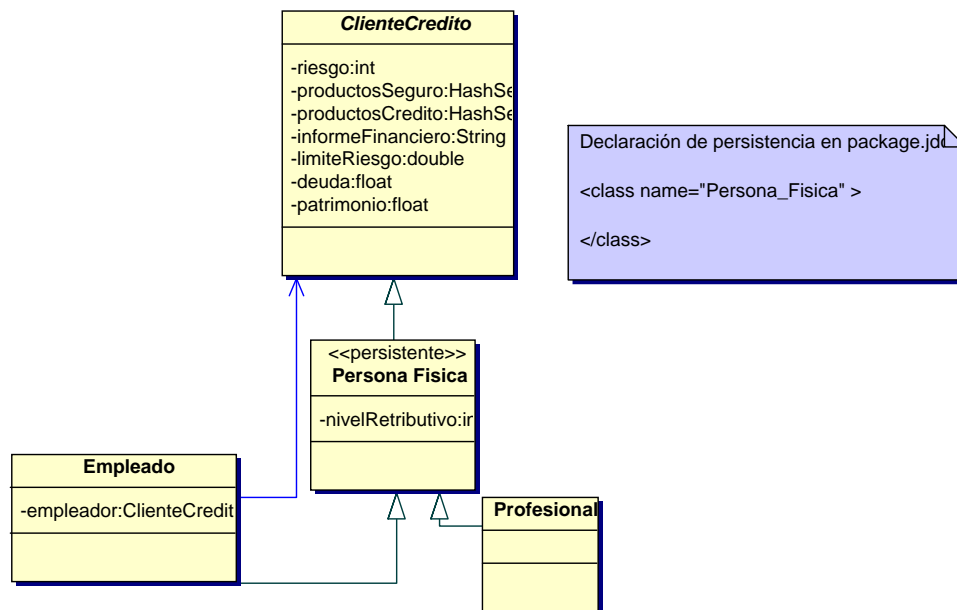 ClienteCredito
-riesgo:int
-productosSeguro:HashSe
-productosCredito:HashSe
-informeFinanciero:String
-limiteRiesgo:double
-deuda:float
-patrimonio:float
Declaración de persistencia en package.jdo
<class name="Persona_Fisica" >
</class>
<<persistente>>
Persona Fisica
-nivelRetributivo:in
Empleado
-empleador:ClienteCredit
Profesional